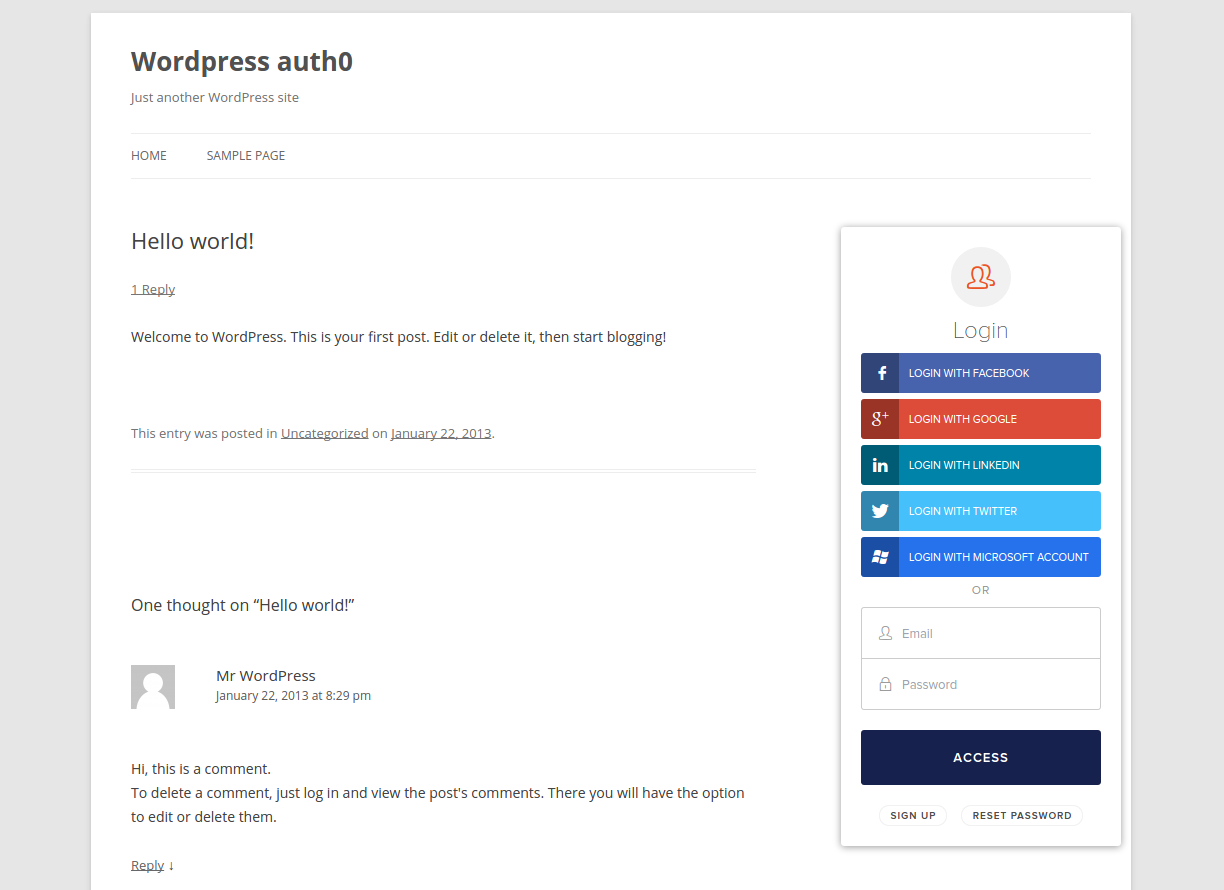 Wordpress auth0
Just another WordPress site
HOME SAMPLE PAGE
Hello world!
1 Reply
Welcome to WordPress. This is your first post. Edit or delete it, then start blogging!
This entry was posted in Uncategorized on January 22, 2013.
One thought on “Hello world!”
Mr WordPress
January 22, 2013 at 8:29 pm
Hi, this is a comment.
To delete a comment, just log in and view the post's comments. There you will have the option
to edit or delete them.
Reply ↓
Login
f LOGIN WITH FACEBOOK
g+ LOGIN WITH GOOGLE
in LOGIN WITH LINKEDIN
LOGIN WITH TWITTER
LOGIN WITH MICROSOFT ACCOUNT
OR
Email
Password
ACCESS
SIGN UP RESET PASSWORD